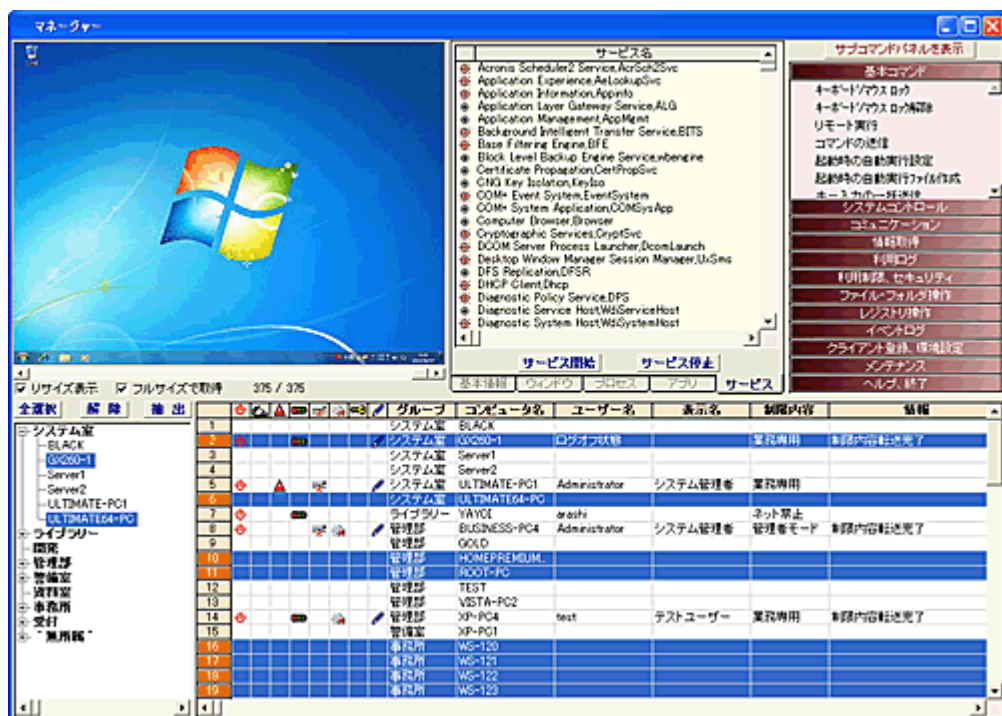 マネージャー
サービス名
Acronis Scheduler2 Service,AcrSch2Svc
Application Experience,AeLookupSvc
Application Information,Appinfo
Application Layer Gateway Service,ALG
Application Management,AppMgmt
Background Intelligent Transfer Service,BITS
Base Filtering Engine,BFE
Block Level Backup Engine Service,wbengine
Certificate Propagation,CertPropSvc
CNG Key Isolation,KeyIso
COM+ Event System,EventSystem
COM+ System Application,COMSysApp
Computer Browser,Browser
Cryptographic Services,CryptSvc
DCOM Server Process Launcher,DcomLaunch
Desktop Window Manager Session Manager,UxSms
DFS Replication,DFSR
DHCP Client,Dhcp
Diagnostic Policy Service,DPS
Diagnostic Service Host,WdiServiceHost
Diagnostic System Host,WdiSystemHost
サービス開始 サービス停止
基本情報 ウィンドウ プロセス アプリ サービス
サブコマンドパネルを表示
基本コマンド
キーボード/マウス ロック
キーボード/マウス ロック解除
リモート実行
コマンドの送信
起動時の自動実行設定
起動時の自動実行ファイル作成
システムコントロール
コミュニケーション
情報取得
利用ログ
利用制限、セキュリティ
ファイル・フォルダ操作
レジストリ操作
イベントログ
クライアント登録、環境設定
メンテナンス
ヘルプ、終了
リサイズ表示 フルサイズで取得 375 / 375
全選択 解除 抽出
システム室
BLACK
GX260-1
Server1
Server2
ULTIMATE-PC1
ULTIMATE64-PC
ライブラリー
開発
管理部
警備室
資料室
事務所
受付
"無所属"
グループ コンピュータ名 ユーザー名 表示名 制限内容 情報
1 システム室 BLACK
2 システム室 GX260-1 ログオフ状態 業務専用 制限内容転送完了
3 システム室 Server1
4 システム室 Server2
5 システム室 ULTIMATE-PC1 Administrator システム管理者 業務専用
6 システム室 ULTIMATE64-PC
7 ライブラリー YAYOI arashi ネット禁止
8 管理部 BUSINESS-PC4 Administrator システム管理者 管理者モード 制限内容転送完了
9 管理部 GOLD
10 管理部 HOMEPREMIUM...
11 管理部 ROOT-PC
12 管理部 TEST
13 管理部 VISTA-PC2
14 管理部 XP-PC4 test テストユーザー 業務専用 制限内容転送完了
15 警備室 XP-PC1
16 事務所 WS-120
17 事務所 WS-121
18 事務所 WS-122
19 事務所 WS-123